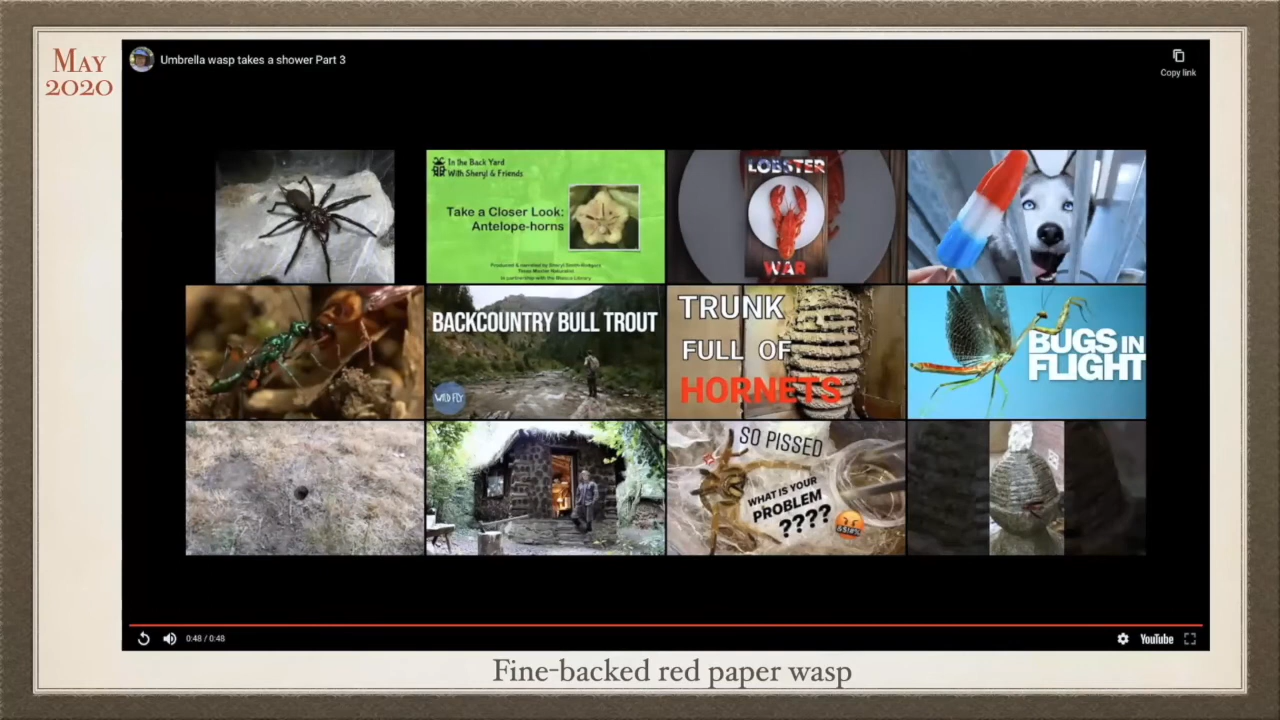 May
2020
Umbrella wasp takes a shower Part 3
Copy link
In the Back Yard
With Sheryl & Friends
Take a Closer Look:
Antelope-horns
LOBSTER
WAR
BACKCOUNTRY BULL TROUT
WILD FLY
TRUNK
FULL OF
HORNETS
BUGS IN
FLIGHT
SO PISSED
WHAT IS YOUR
PROBLEM
????
0:48 / 0:48
YouTube
Fine-backed red paper wasp